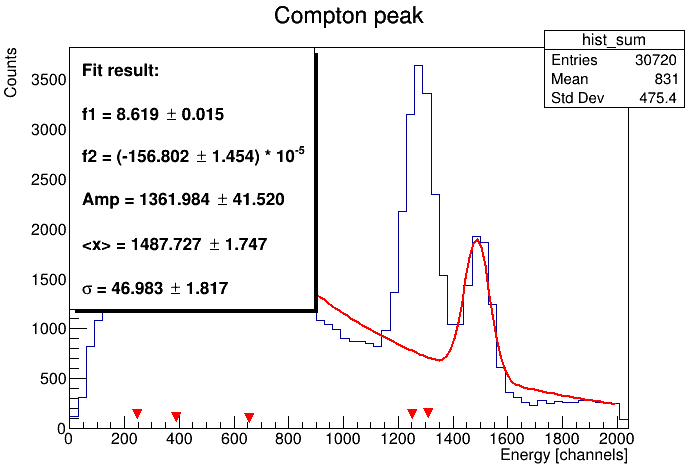 Compton peak
hist_sum
Entries 30720
Mean 831
Std Dev 475.4
Counts
Fit result:
f1 = 8.619 ± 0.015
f2 = (-156.802 ± 1.454) * 10⁻⁵
Amp = 1361.984 ± 41.520
<x> = 1487.727 ± 1.747
σ = 46.983 ± 1.817
3500
3000
2500
2000
1500
1000
500
0
0 200 400 600 800 1000 1200 1400 1600 1800 2000
Energy [channels]